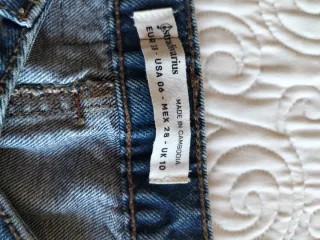 Stradivarius
MADE IN CAMBODIA
EUR 38 - USA 06 - MEX 28 - UK 10